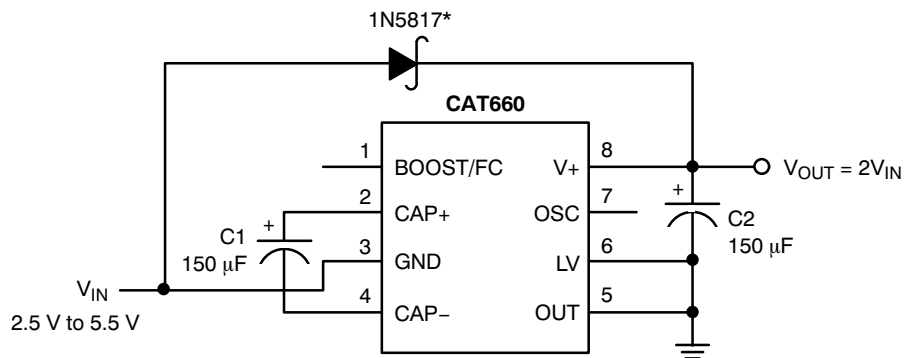 1N5817*
CAT660
1 BOOST/FC V+ 8
VOUT = 2VIN
2 CAP+ OSC 7
+
C1
150 µF
+
C2
150 µF
3 GND LV 6
VIN
2.5 V to 5.5 V
4 CAP− OUT 5